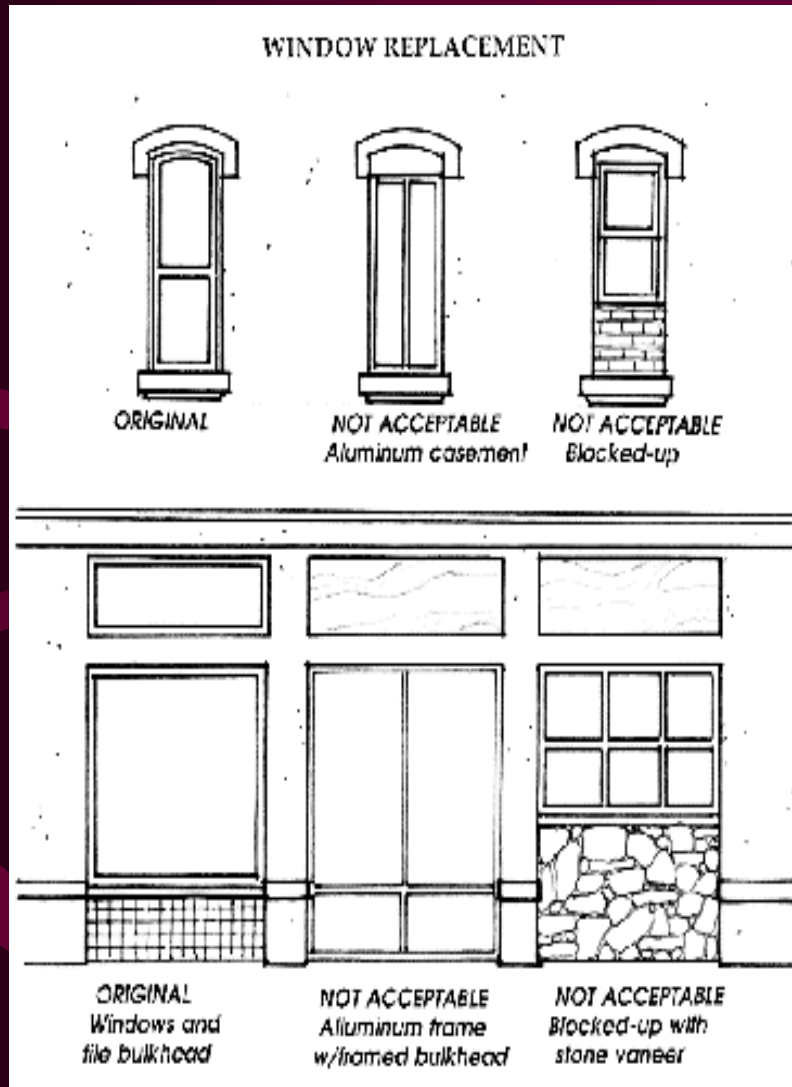 WINDOW REPLACEMENT
ORIGINAL
NOT ACCEPTABLE
Aluminum casement
NOT ACCEPTABLE
Blocked-up
ORIGINAL
Windows and
tile bulkhead
NOT ACCEPTABLE
Alluminum frame
w/framed bulkhead
NOT ACCEPTABLE
Blocked-up with
stone vaneer